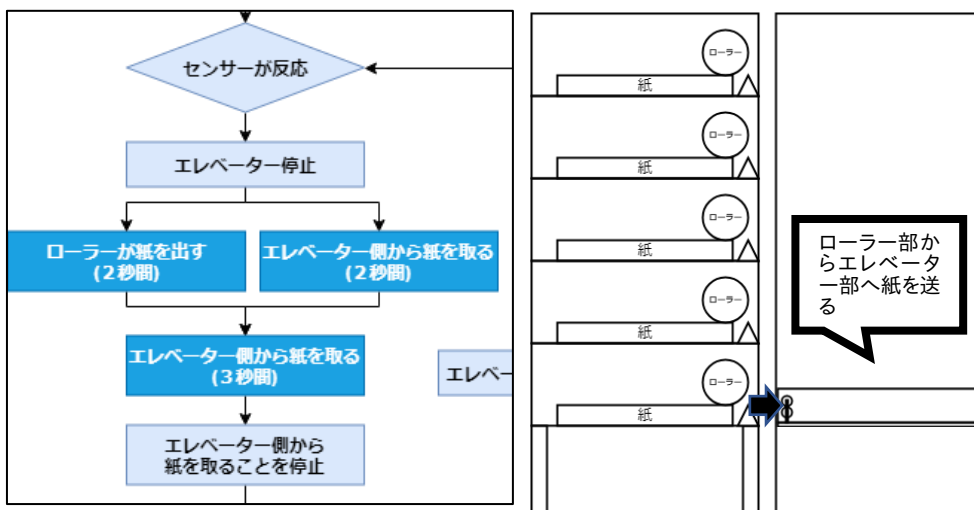 センサーが反応
エレベーター停止
ローラーが紙を出す
(２秒間)
エレベーター側から紙を取る
(２秒間)
エレベーター側から紙を取る
(３秒間)
エレベー
エレベーター側から
紙を取ることを停止
ローラー
紙
ローラー
紙
ローラー
紙
ローラー
紙
ローラー
紙
ローラー部か
らエレベータ
ー部へ紙を送
る